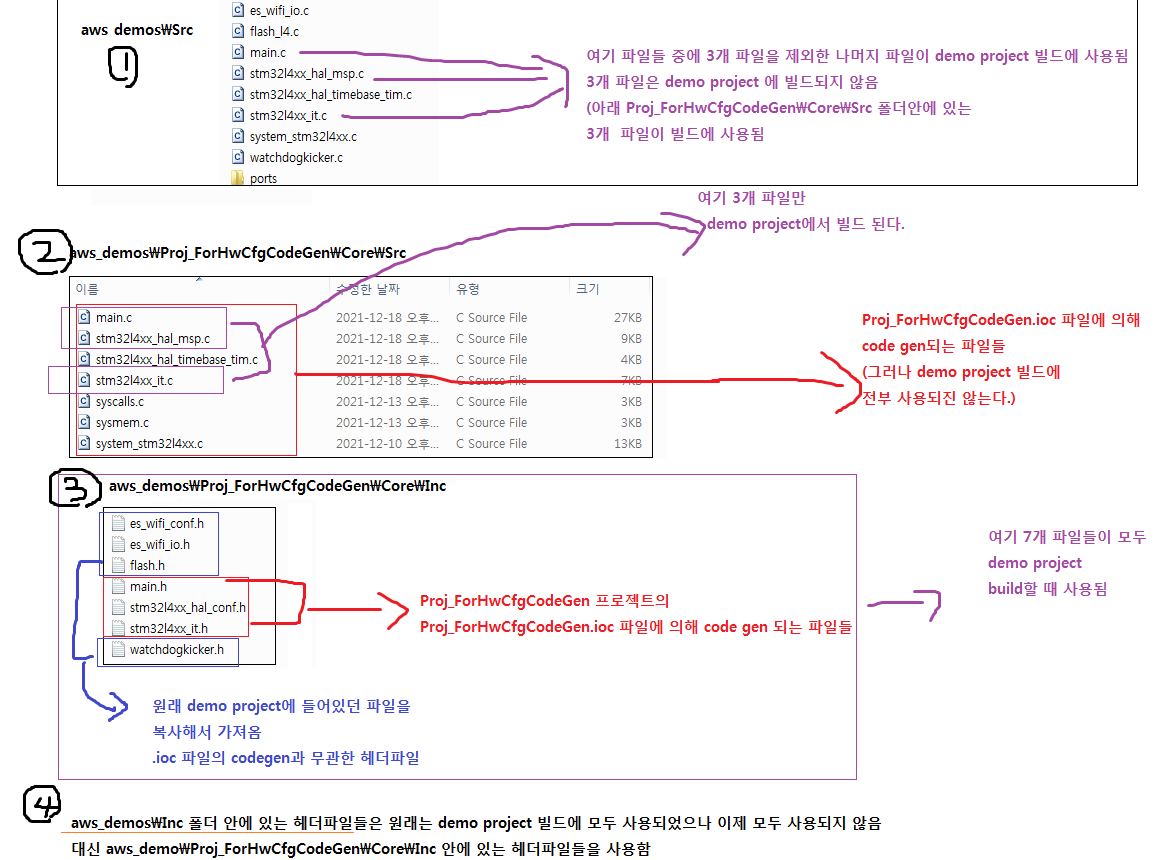 aws demos₩Src
es_wifi_io.c
flash_l4.c
main.c
stm32l4xx_hal_msp.c
stm32l4xx_hal_timebase_tim.c
stm32l4xx_it.c
system_stm32l4xx.c
watchdogkicker.c
ports
1
여기 파일들 중에 3개 파일을 제외한 나머지 파일이 demo project 빌드에 사용됨
3개 파일은 demo project 에 빌드되지 않음
(아래 Proj_ForHwCfgCodeGen₩Core₩Src 폴더안에 있는
3개 파일이 빌드에 사용됨
여기 3개 파일만
demo project에서 빌드 된다.
2
aws_demos₩Proj_ForHwCfgCodeGen₩Core₩Src
이름 수정한 날짜 유형 크기
main.c 2021-12-18 오후... C Source File 27KB
stm32l4xx_hal_msp.c 2021-12-18 오후... C Source File 9KB
stm32l4xx_hal_timebase_tim.c 2021-12-18 오후... C Source File 4KB
stm32l4xx_it.c 2021-12-18 오후... C Source File 7KB
syscalls.c 2021-12-13 오후... C Source File 3KB
sysmem.c 2021-12-13 오후... C Source File 3KB
system_stm32l4xx.c 2021-12-10 오후... C Source File 13KB
Proj_ForHwCfgCodeGen.ioc 파일에 의해
code gen되는 파일들
(그러나 demo project 빌드에
전부 사용되진 않는다.)
3
aws_demos₩Proj_ForHwCfgCodeGen₩Core₩Inc
es_wifi_conf.h
es_wifi_io.h
flash.h
main.h
stm32l4xx_hal_conf.h
stm32l4xx_it.h
watchdogkicker.h
Proj_ForHwCfgCodeGen 프로젝트의
Proj_ForHwCfgCodeGen.ioc 파일에 의해 code gen 되는 파일들
여기 7개 파일들이 모두
demo project
build할 때 사용됨
원래 demo project에 들어있던 파일을
복사해서 가져옴
.ioc 파일의 codegen과 무관한 헤더파일
4
aws_demos₩Inc 폴더 안에 있는 헤더파일들은 원래는 demo project 빌드에 모두 사용되었으나 이제 모두 사용되지 않음
대신 aws_demo₩Proj_ForHwCfgCodeGen₩Core₩Inc 안에 있는 헤더파일들을 사용함